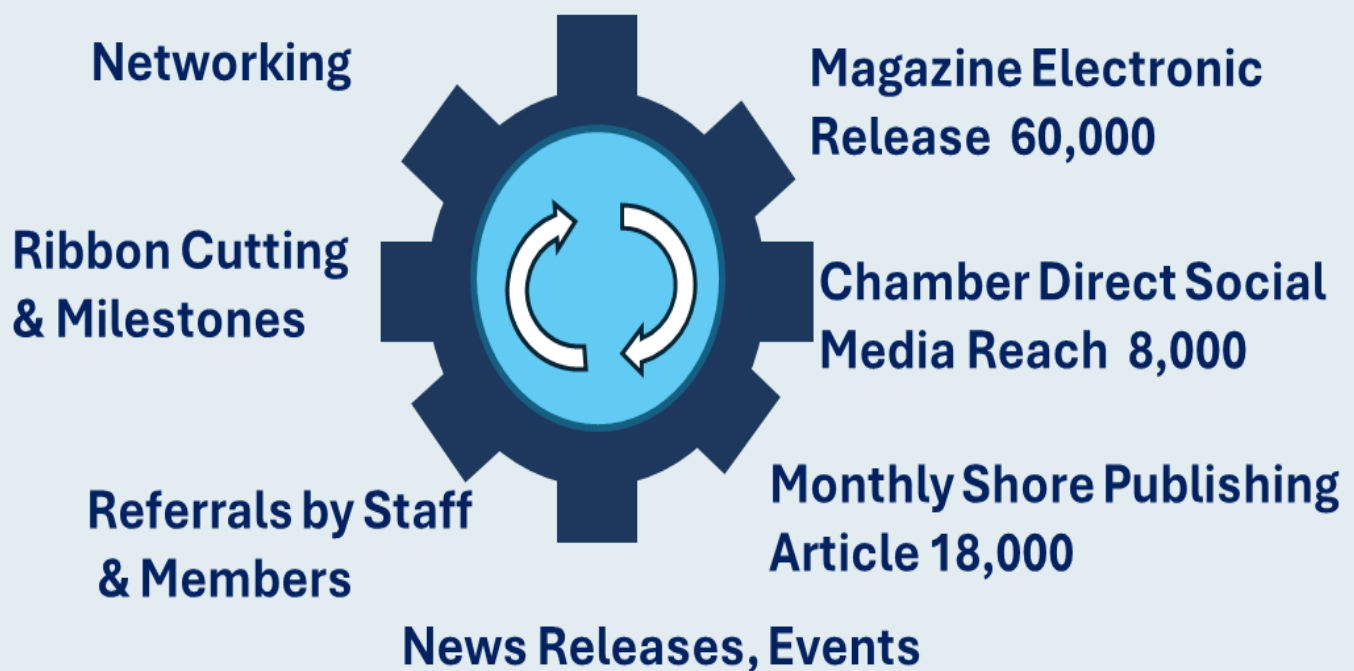 Networking
Ribbon Cutting
& Milestones
Referrals by Staff
& Members
Magazine Electronic
Release 60,000
Chamber Direct Social
Media Reach 8,000
Monthly Shore Publishing
Article 18,000
News Releases, Events